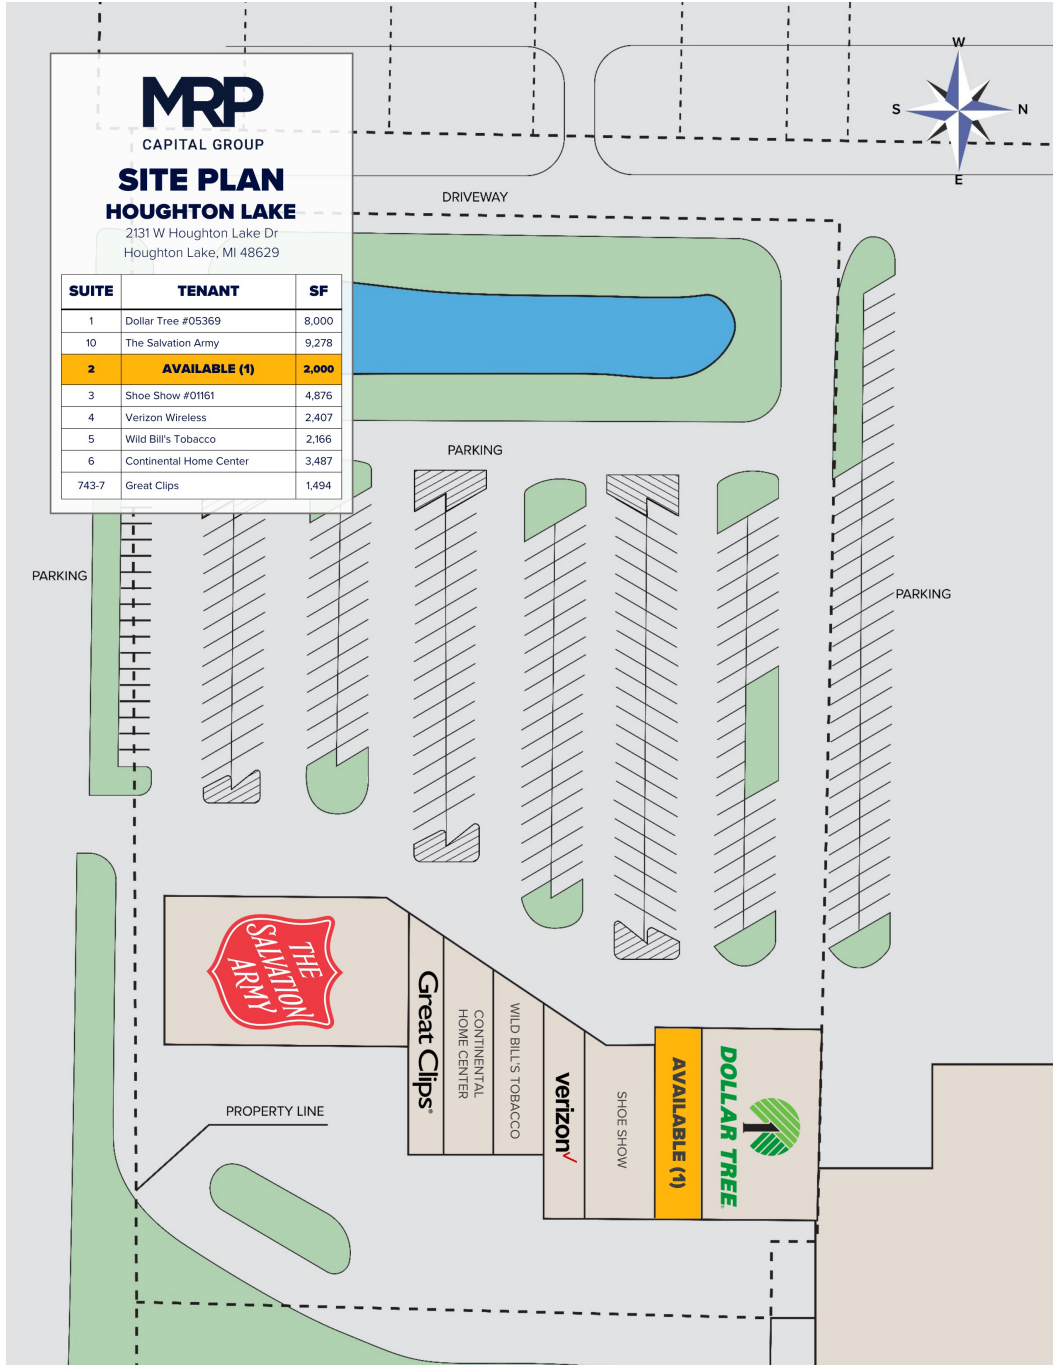 W
S
N
E
MRP
CAPITAL GROUP
SITE PLAN
HOUGHTON LAKE
2131 W Houghton Lake Dr
Houghton Lake, MI 48629
SUITE TENANT SF
1 Dollar Tree #05369 8,000
10 The Salvation Army 9,278
2 AVAILABLE (1) 2,000
3 Shoe Show #01161 4,876
4 Verizon Wireless 2,407
5 Wild Bill's Tobacco 2,166
6 Continental Home Center 3,487
743-7 Great Clips 1,494
DRIVEWAY
PARKING
PARKING
PARKING
THE
SALVATION
ARMY
Great Clips®
CONTINENTAL
HOME CENTER
WILD BILL'S TOBACCO
verizon✓
SHOE SHOW
AVAILABLE (1)
DOLLAR TREE
PROPERTY LINE